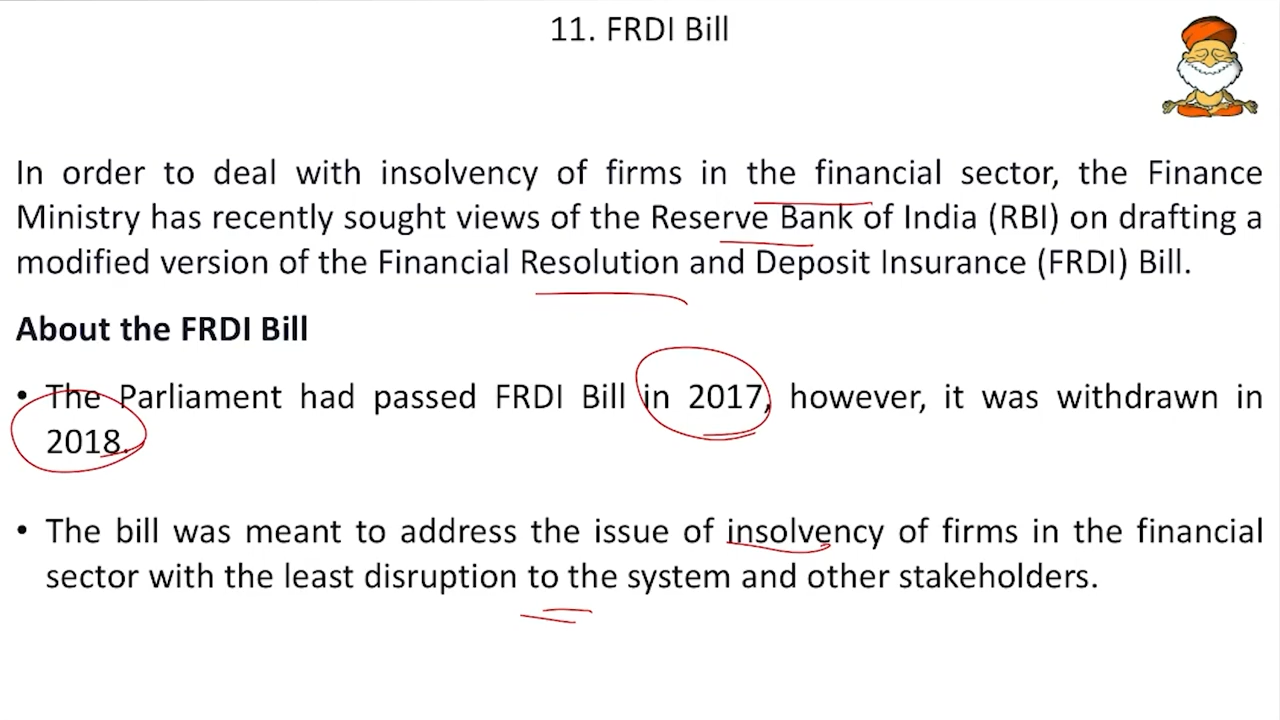 11. FRDI Bill
In order to deal with insolvency of firms in the financial sector, the Finance
Ministry has recently sought views of the Reserve Bank of India (RBI) on drafting a
modified version of the Financial Resolution and Deposit Insurance (FRDI) Bill.
About the FRDI Bill
• The Parliament had passed FRDI Bill in 2017, however, it was withdrawn in
2018.
• The bill was meant to address the issue of insolvency of firms in the financial
sector with the least disruption to the system and other stakeholders.